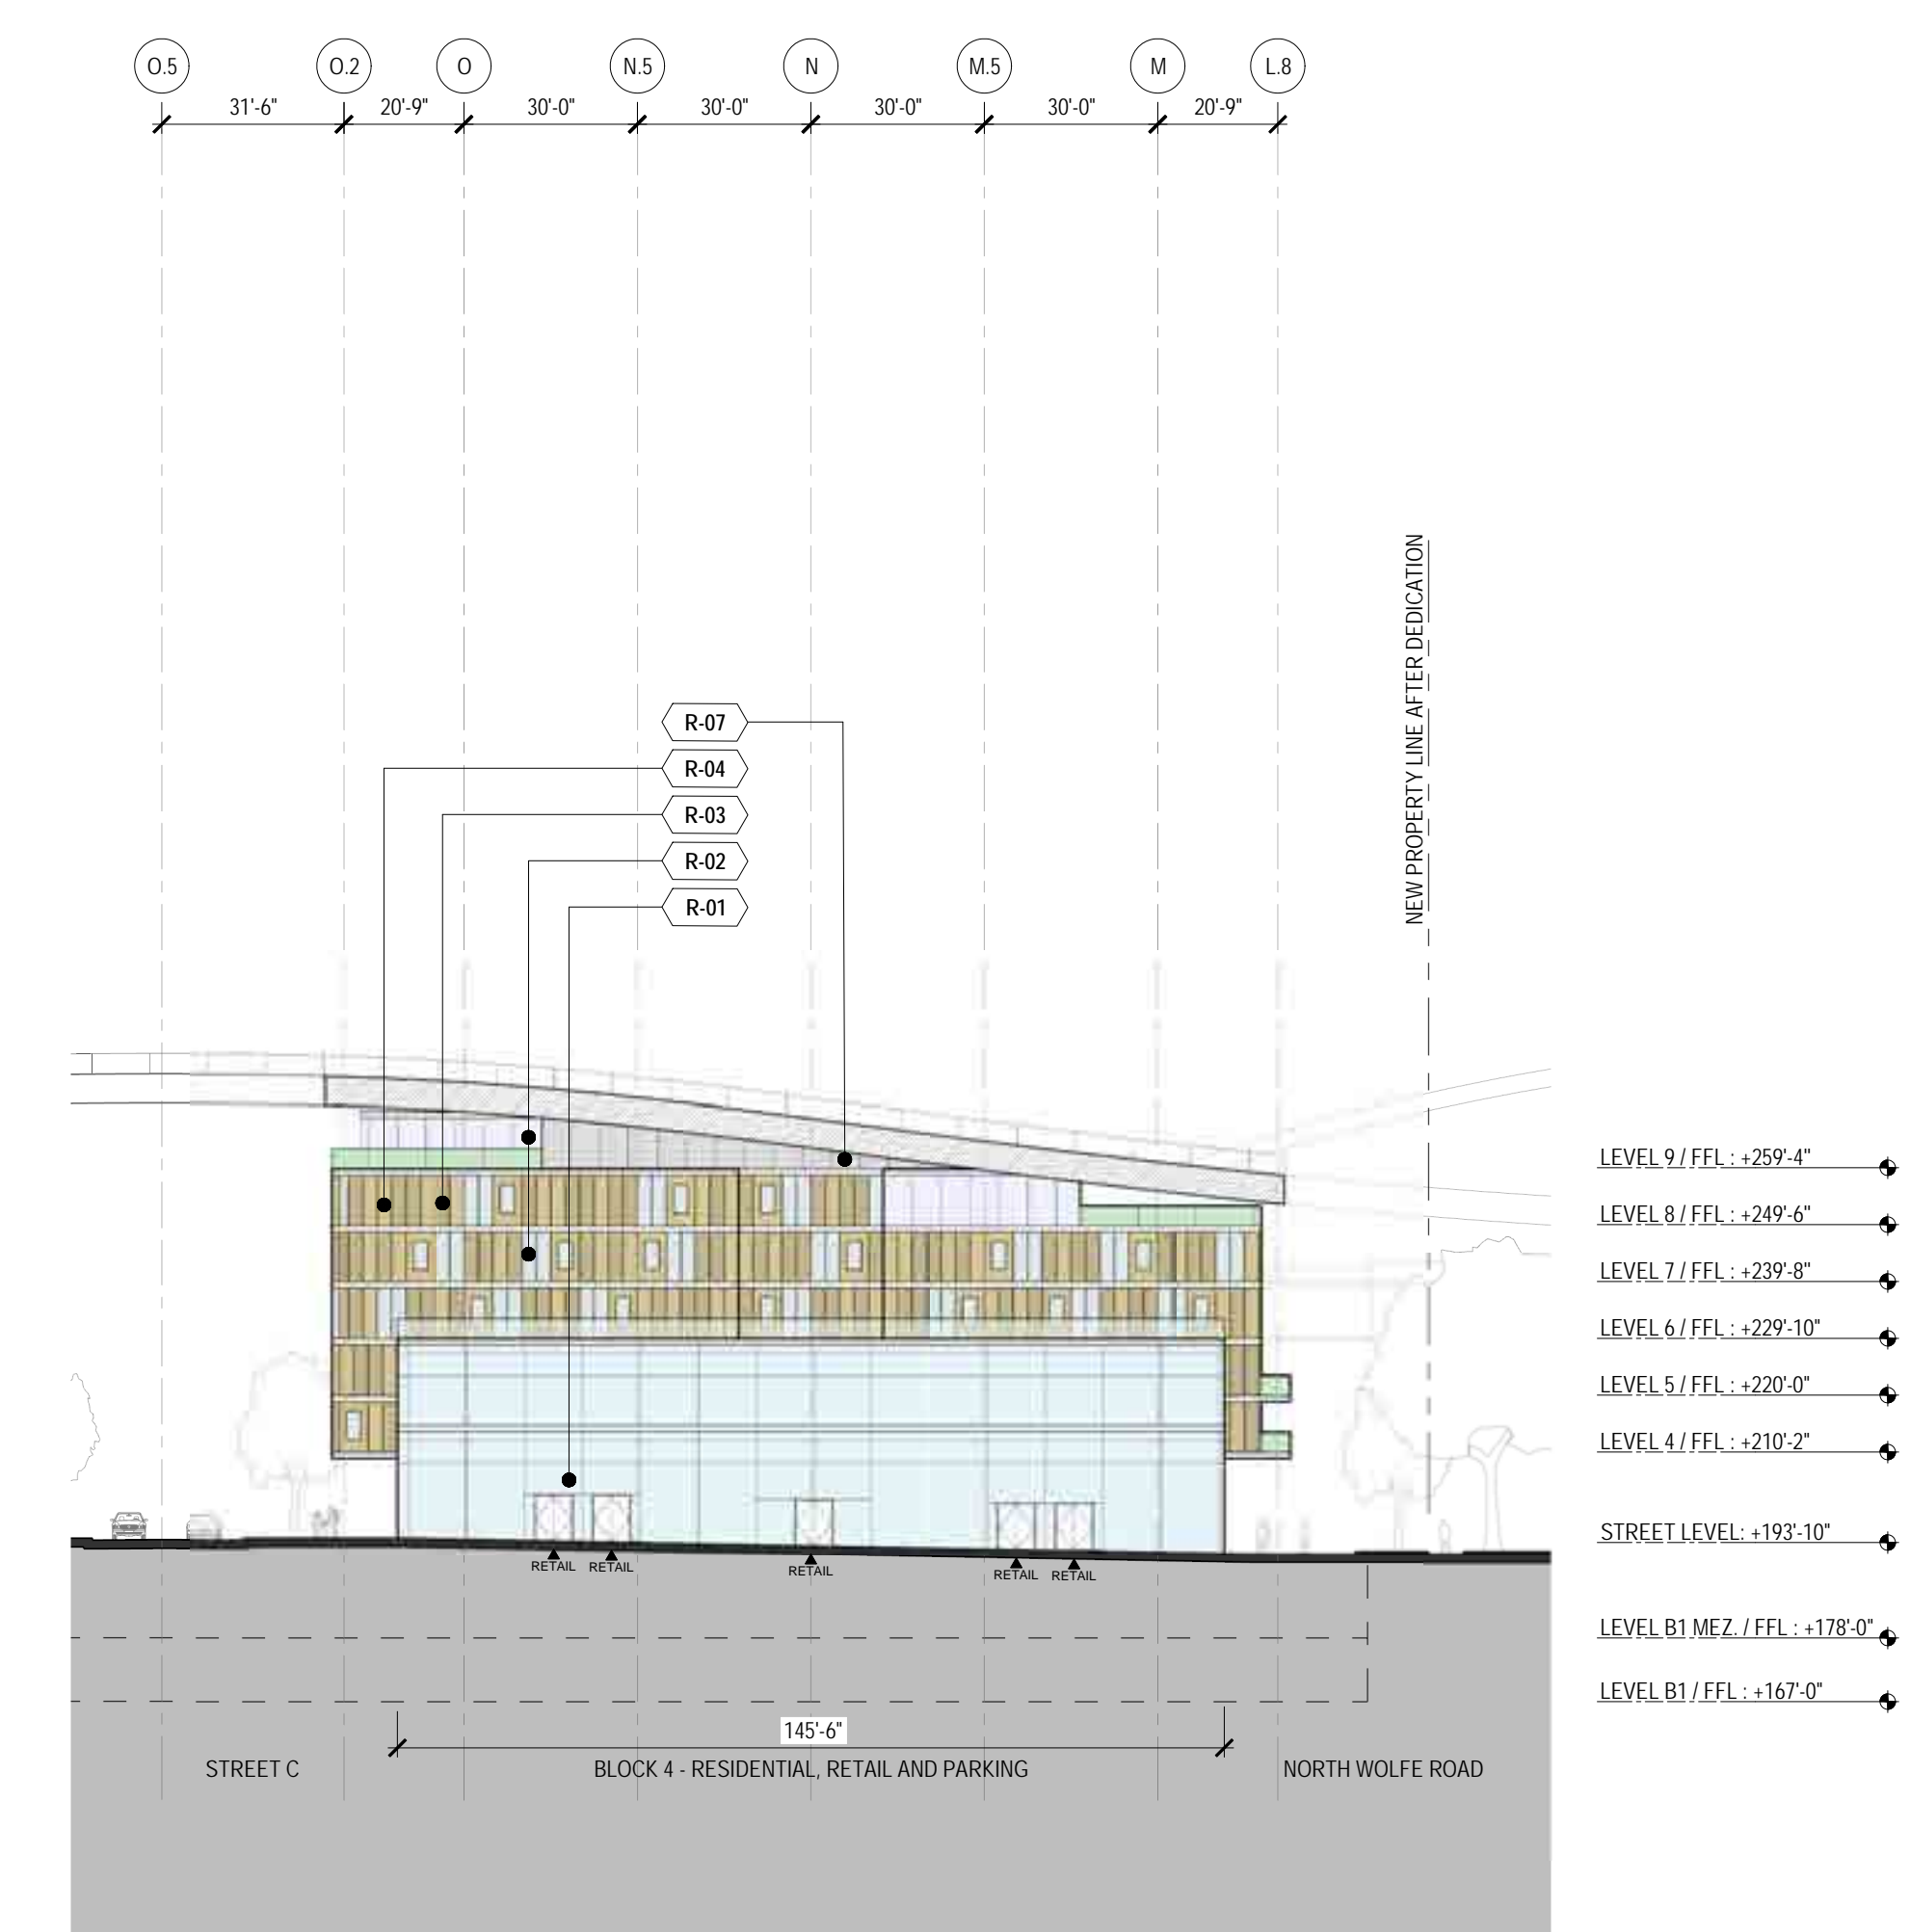 O.5 O.2 O N.5 N M.5 M L.8
31'-6" 20'-9" 30'-0" 30'-0" 30'-0" 30'-0" 20'-9"
NEW PROPERTY LINE AFTER DEDICATION
R-07
R-04
R-03
R-02
R-01
LEVEL 9 / FFL : +259'-4"
LEVEL 8 / FFL : +249'-6"
LEVEL 7 / FFL : +239'-8"
LEVEL 6 / FFL : +229'-10"
LEVEL 5 / FFL : +220'-0"
LEVEL 4 / FFL : +210'-2"
STREET LEVEL: +193'-10"
RETAIL RETAIL RETAIL RETAIL RETAIL
LEVEL B1 MEZ. / FFL : +178'-0"
LEVEL B1 / FFL : +167'-0"
145'-6"
STREET C BLOCK 4 - RESIDENTIAL, RETAIL AND PARKING NORTH WOLFE ROAD